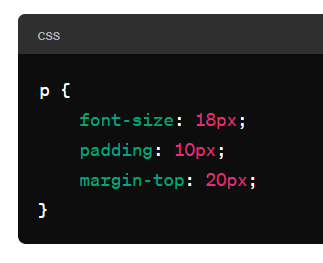 css
p {
    font-size: 18px;
    padding: 10px;
    margin-top: 20px;
}